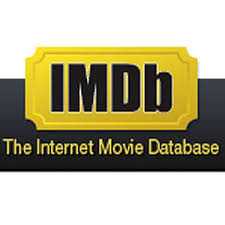 IMDb
The Internet Movie Database